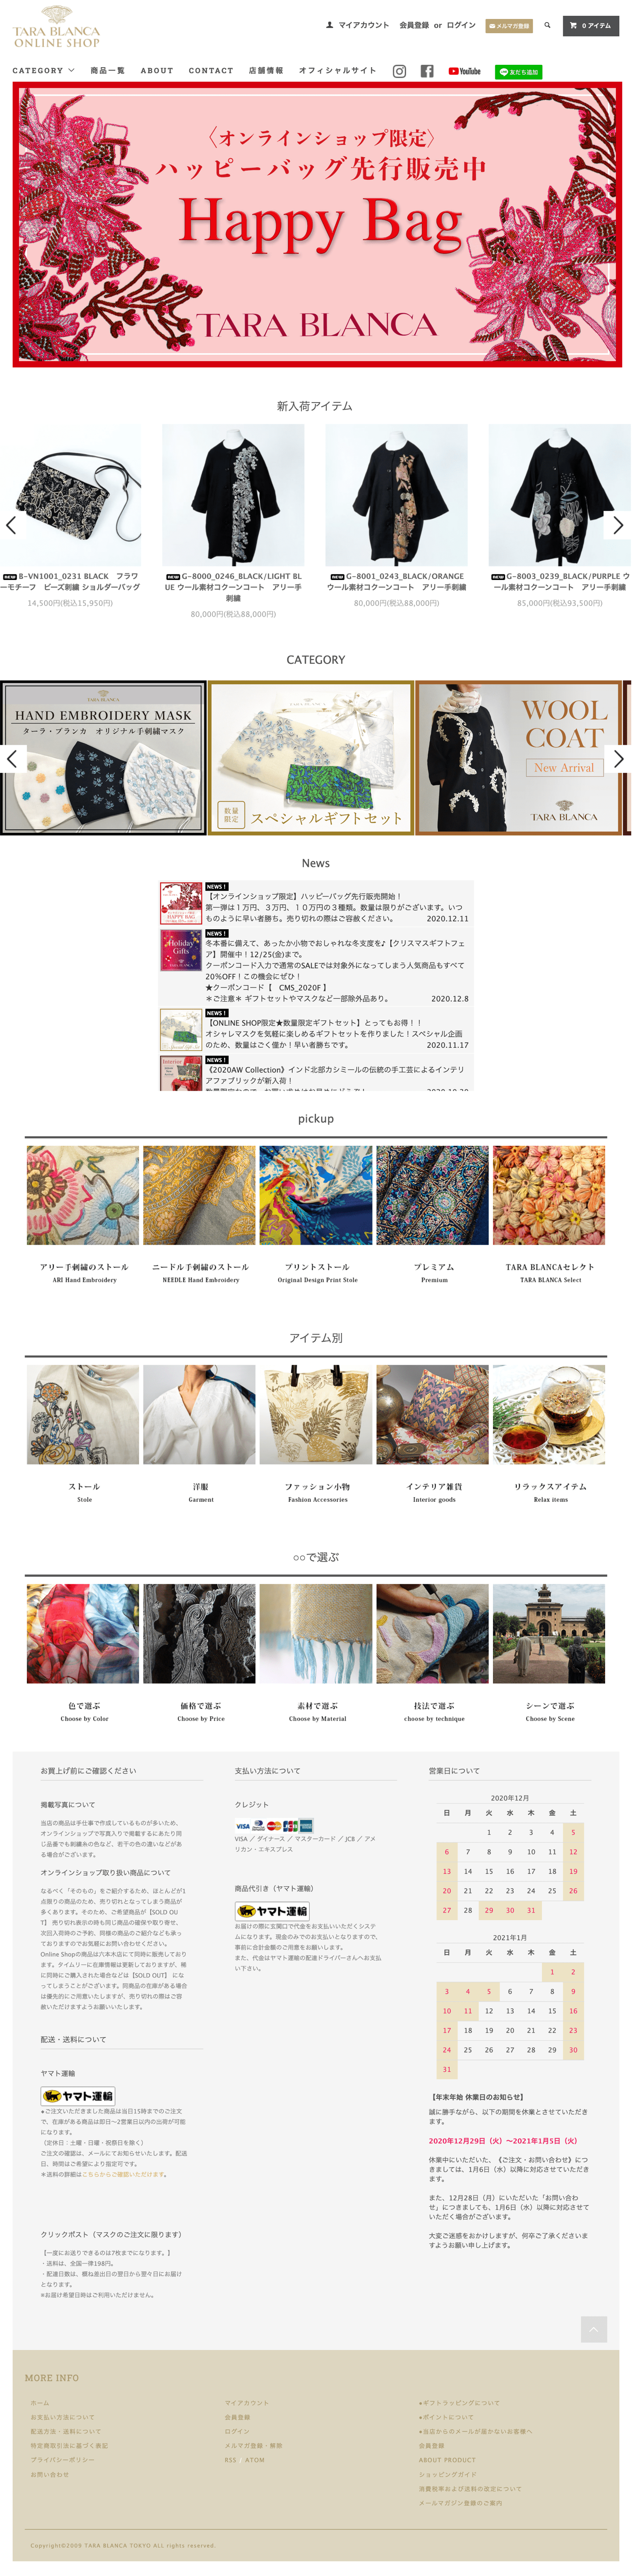 TARA BLANCA
ONLINE SHOP
マイアカウント 会員登録 or ログイン メルマガ登録 0 アイテム
CATEGORY 商品一覧 ABOUT CONTACT 店舗情報 オフィシャルサイト YouTube 友だち追加
〈オンラインショップ限定〉
ハッピーバッグ先行販売中
Happy Bag
TARA BLANCA
新入荷アイテム
NEW B-VN1001_0231 BLACK フラワ
ーモチーフ ビーズ刺繍 ショルダーバッグ
14,500円(税込15,950円)
NEW G-8000_0246_BLACK/LIGHT BL
UE ウール素材コクーンコート アリー手
刺繍
80,000円(税込88,000円)
NEW G-8001_0243_BLACK/ORANGE
ウール素材コクーンコート アリー手刺繍
80,000円(税込88,000円)
NEW G-8003_0239_BLACK/PURPLE ウ
ール素材コクーンコート アリー手刺繍
85,000円(税込93,500円)
CATEGORY
TARA BLANCA
HAND EMBROIDERY MASK
ターラ・ブランカ オリジナル手刺繍マスク
数量
限定
スペシャルギフトセット
WOOL
COAT
New Arrival
TARA BLANCA
News
NEWS!
【オンラインショップ限定】ハッピーバッグ先行販売開始！
第一弾は１万円、３万円、１０万円の３種類。数量は限りがございます。いつ
ものように早い者勝ち。売り切れの際はご容赦ください。 2020.12.11
Holiday
Gifts
NEWS!
冬本番に備えて、あったか小物でおしゃれな冬支度を♪【クリスマスギフトフェ
ア】開催中！12/25(金)まで。
クーポンコード入力で通常のSALEでは対象外になってしまう人気商品もすべて
20％OFF！この機会にぜひ！
★クーポンコード【 CMS_2020F 】
＊ご注意＊ ギフトセットやマスクなど一部除外品あり。 2020.12.8
NEWS!
【ONLINE SHOP限定★数量限定ギフトセット】とってもお得！！
オシャレマスクを気軽に楽しめるギフトセットを作りました！スペシャル企画
のため、数量はごく僅か！早い者勝ちです。 2020.11.17
NEWS!
《2020AW Collection》インド北部カシミールの伝統の手工芸によるインテリ
アファブリックが新入荷！
pickup
アリー手刺繍のストール
ARI Hand Embroidery
ニードル手刺繍のストール
NEEDLE Hand Embroidery
プリントストール
Original Design Print Stole
プレミアム
Premium
TARA BLANCAセレクト
TARA BLANCA Select
アイテム別
ストール
Stole
洋服
Garment
ファッション小物
Fashion Accessories
インテリア雑貨
Interior goods
リラックスアイテム
Relax items
○○で選ぶ
色で選ぶ
Choose by Color
価格で選ぶ
Choose by Price
素材で選ぶ
Choose by Material
技法で選ぶ
choose by technique
シーンで選ぶ
Choose by Scene
お買上げ前にご確認ください
掲載写真について
当店の商品は手仕事で作成しているものが多いため、
オンラインショップで写真入りで掲載するにあたり同
じ品番でもお刺繍糸の色など、若干の色の違いなどがあ
る場合がございます。
オンラインショップ取り扱い商品について
なるべく「そのもの」をご紹介するため、ほとんどが1
点限りの商品のため、売り切れとなってしまう商品が
多くあります。そのため、ご希望商品が【SOLD OU
T】 売り切れ表示の時も同じ商品の確保や取り寄せ、
次回入荷時のご予約、同様の商品のご紹介なども承っ
ておりますのでお気軽にお問い合わせください。
Online Shopの商品は六本木店にて同時に販売しており
ます。タイムリーに在庫情報は更新しておりますが、稀
に同時にご購入された場合などは【SOLD OUT】 にな
ってしまうことがございます。同商品の在庫がある場合
は優先的にご用意いたしますが、売り切れの際はご容
赦いただけますようお願いいたします。
配送・送料について
ヤマト運輸
ヤマト運輸
●ご注文いただきました商品は当日15時までのご注文
で、在庫がある商品は即日～2営業日以内の出荷が可能
になります。
（定休日：土曜・日曜・祝祭日を除く）
ご注文の確認は、メールにてお知らせいたします。配送
日、時間はご希望により指定可です。
＊送料の詳細はこちらからご確認いただけます。
クリックポスト（マスクのご注文に限ります）
【一度にお送りできるのは7枚までになります。】
・送料は、全国一律198円。
・配達日数は、概ね差出日の翌日から翌々日にお届け
となります。
※お届け希望日時はご利用いただけません。
支払い方法について
クレジット
VISA ／ ダイナース ／ マスターカード ／ JCB ／ アメ
リカン・エキスプレス
商品代引き（ヤマト運輸）
ヤマト運輸
お届けの際に玄関口で代金をお支払いいただくシステ
ムになります。現金のみでのお支払いとなりますので、
事前に合計金額のご用意をお願いします。
また、代金はヤマト運輸の配達ドライバーさんへお支払
い下さい。
営業日について
2020年12月
日 月 火 水 木 金 土
1 2 3 4 5
6 7 8 9 10 11 12
13 14 15 16 17 18 19
20 21 22 23 24 25 26
27 28 29 30 31
2021年1月
日 月 火 水 木 金 土
1 2
3 4 5 6 7 8 9
10 11 12 13 14 15 16
17 18 19 20 21 22 23
24 25 26 27 28 29 30
31
【年末年始 休業日のお知らせ】
誠に勝手ながら、以下の期間を休業とさせていただき
ます。
2020年12月29日（火）～2021年1月5日（火）
休業中にいただいた、《ご注文・お問い合わせ》につ
きましては、1月6日（水）以降に対応させていただき
ます。
また、12月28日（月）にいただいた「お問い合わ
せ」につきましても、1月6日（水）以降に対応させて
いただく場合がございます。
大変ご迷惑をおかけしますが、何卒ご了承くださいま
すようお願い申し上げます。
MORE INFO
ホーム
お支払い方法について
配送方法・送料について
特定商取引法に基づく表記
プライバシーポリシー
お問い合わせ
マイアカウント
会員登録
ログイン
メルマガ登録・解除
RSS / ATOM
●ギフトラッピングについて
●ポイントについて
●当店からのメールが届かないお客様へ
会員登録
ABOUT PRODUCT
ショッピングガイド
消費税率および送料の改定について
メールマガジン登録のご案内
Copyright©2009 TARA BLANCA TOKYO ALL rights reserved.